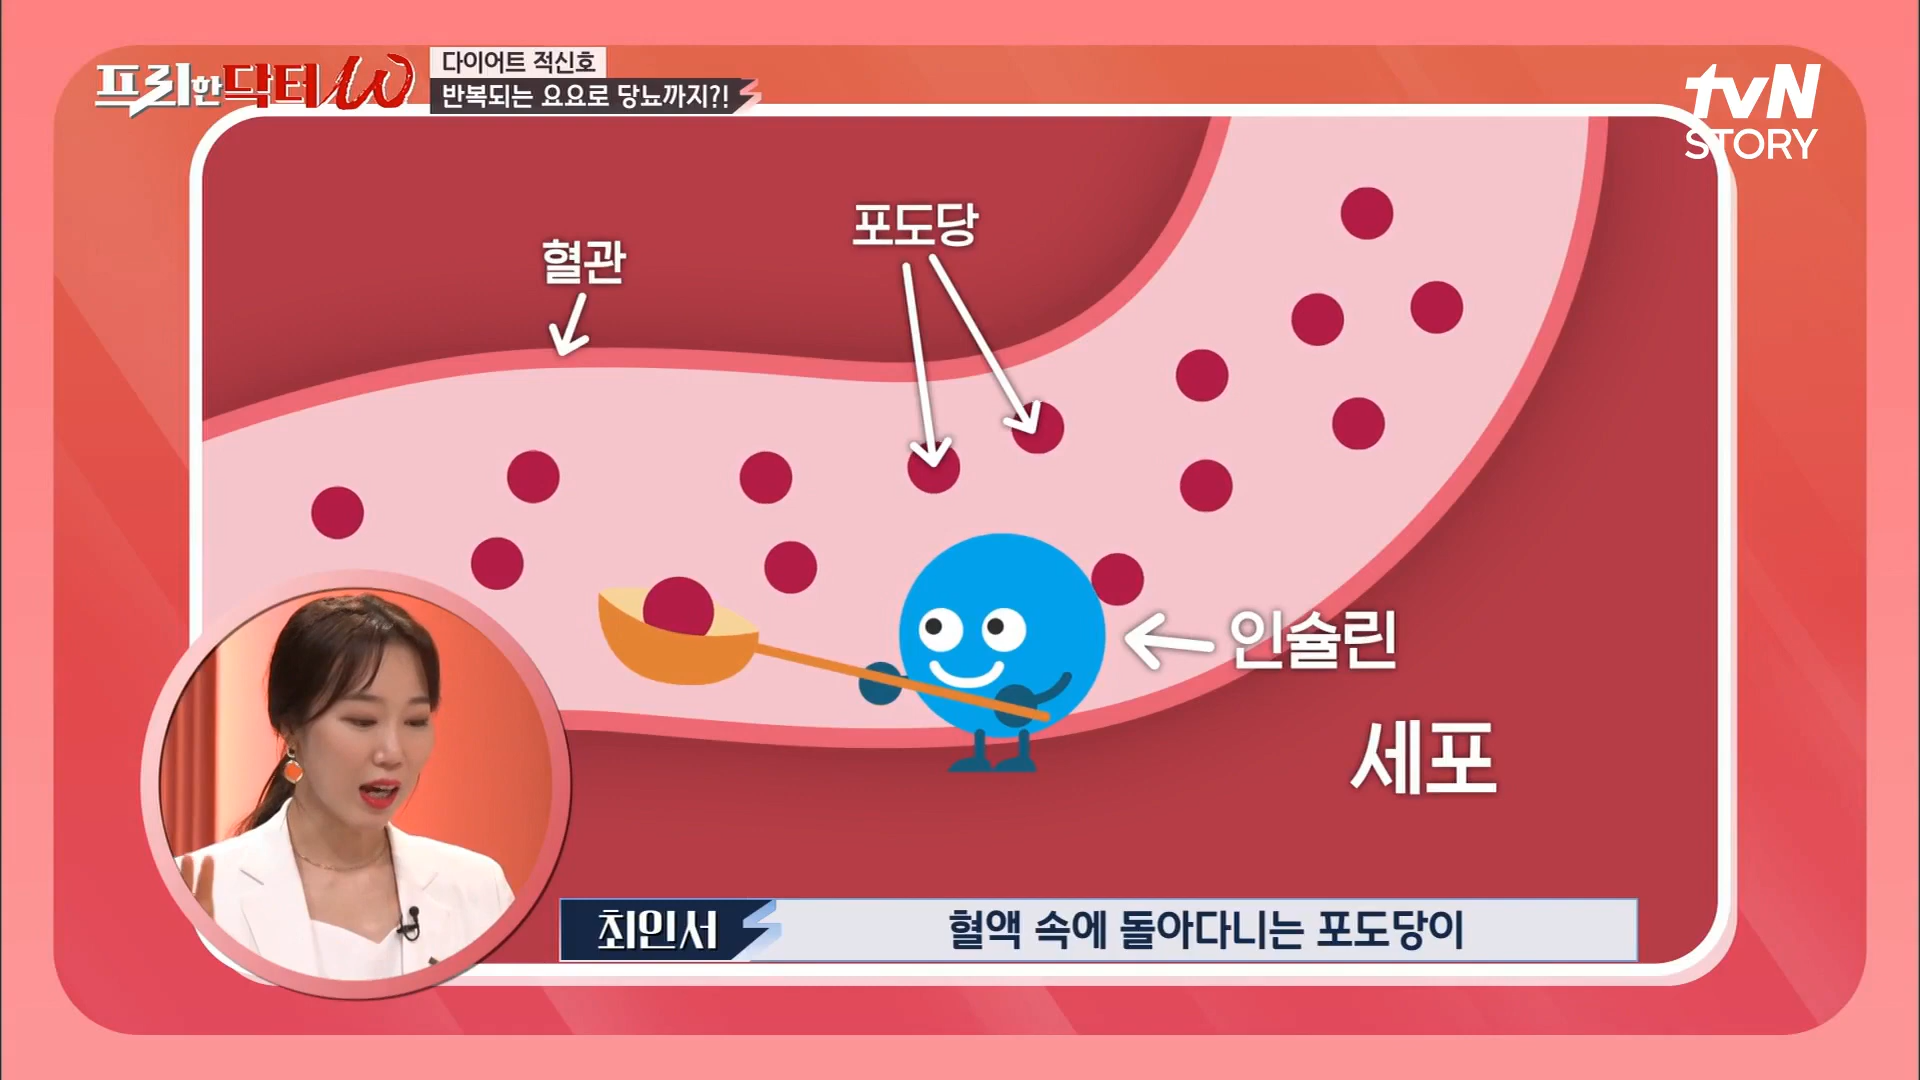 프리한닥터W
다이어트 적신호
반복되는 요요로 당뇨까지?!
tvN
STORY
포도당
혈관
인슐린
세포
최인서
혈액 속에 돌아다니는 포도당이